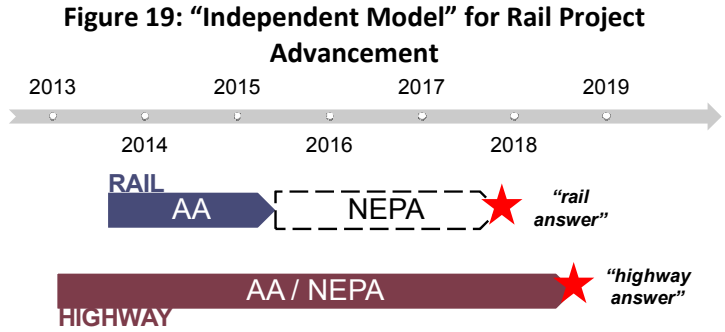 Figure 19: “Independent Model” for Rail Project
Advancement
2013 2015 2017 2019
2014 2016 2018
RAIL
AA NEPA “rail
answer”
AA / NEPA “highway
answer”
HIGHWAY